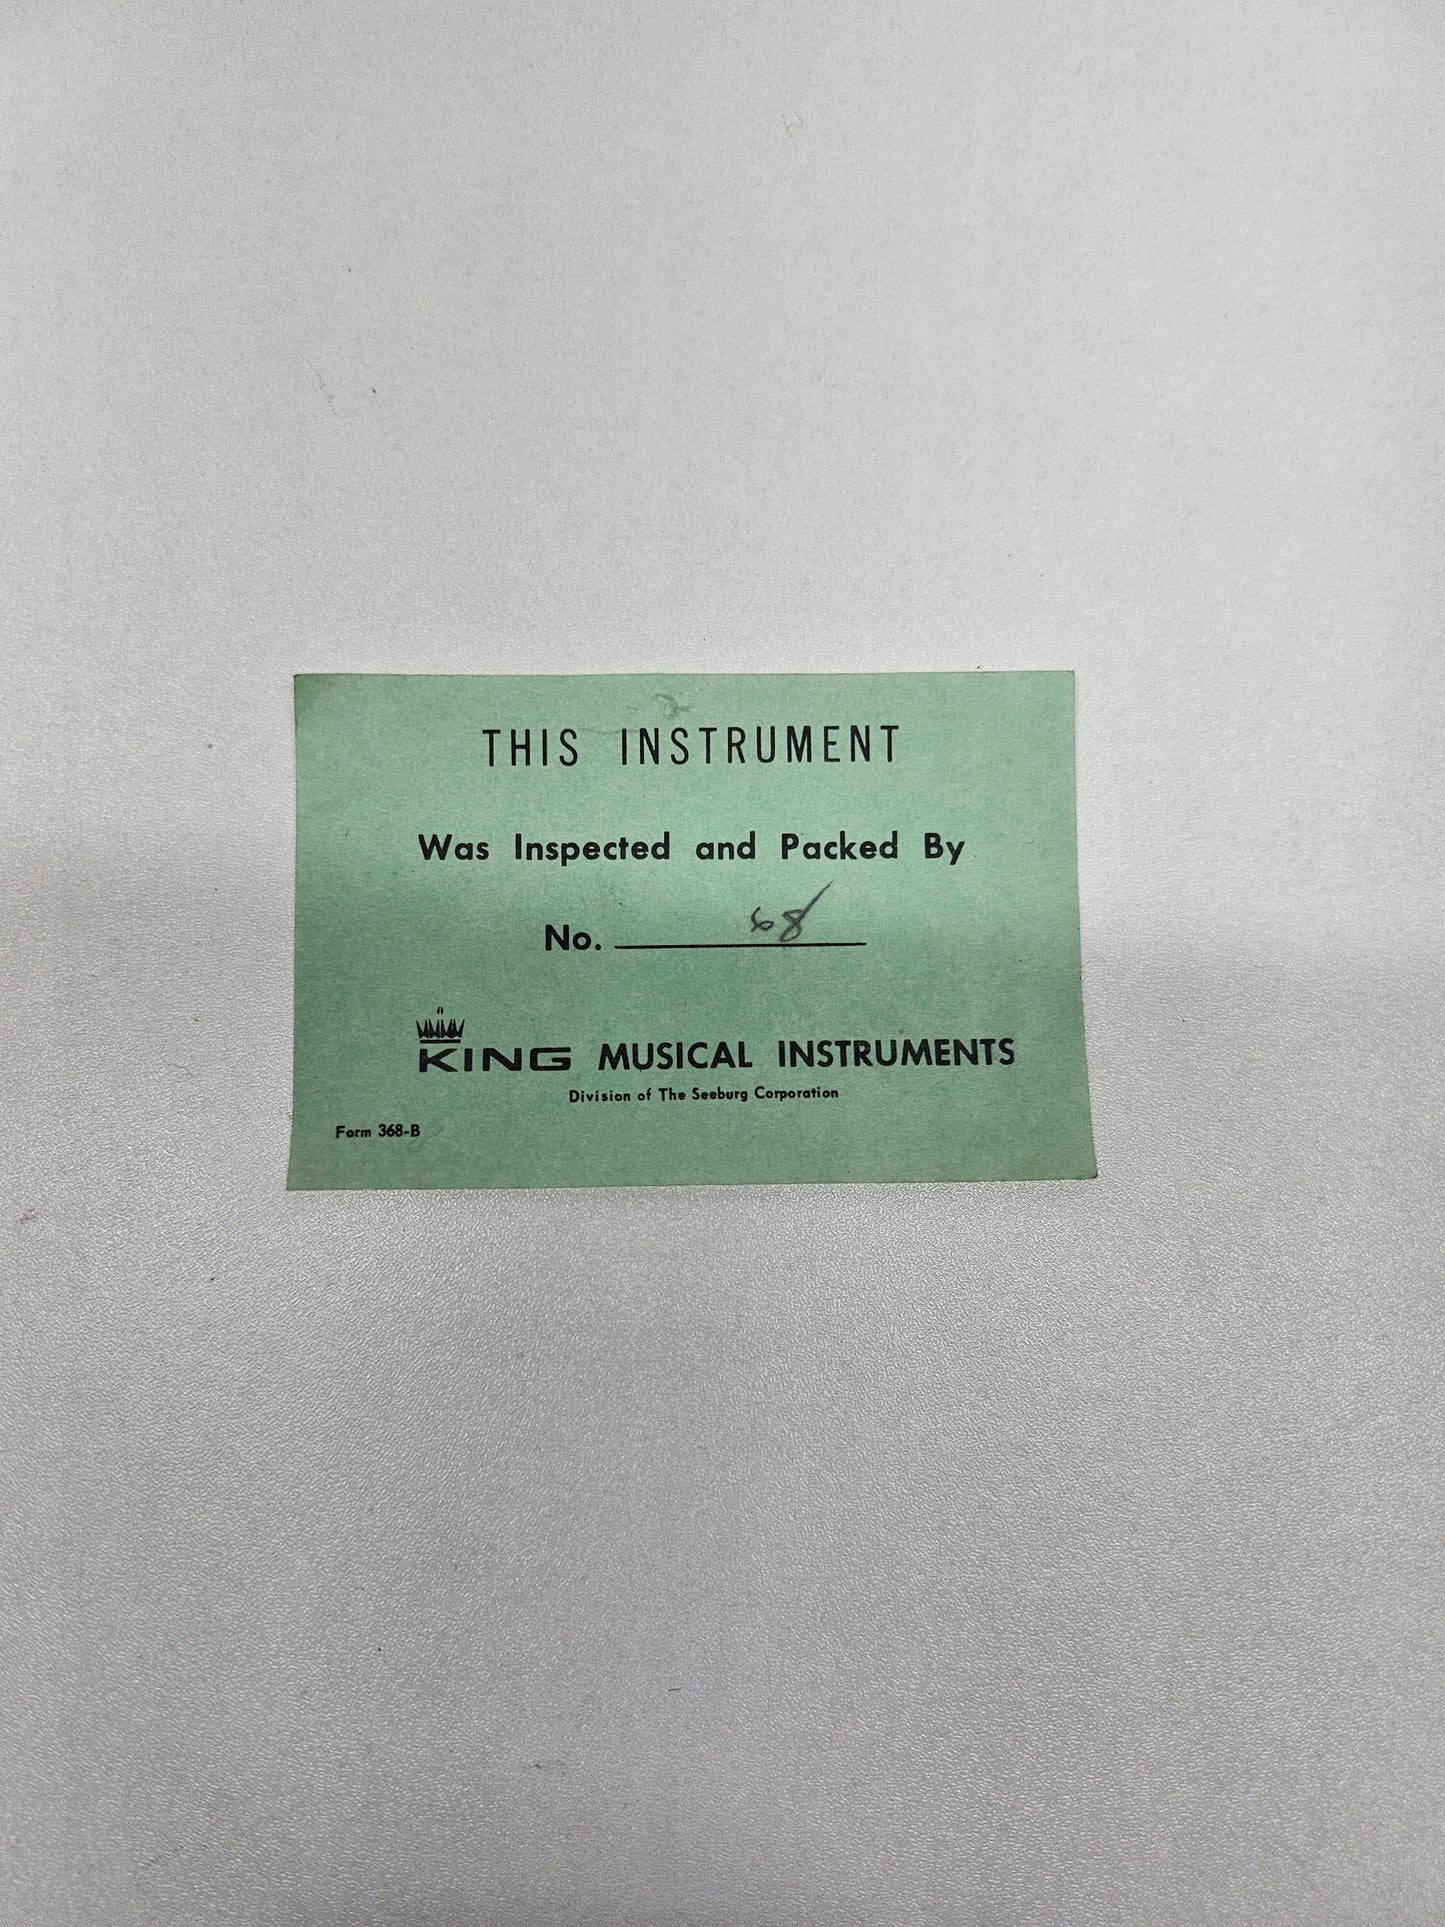 THIS INSTRUMENT
Was Inspected and Packed By
No. 68
KING MUSICAL INSTRUMENTS
Division of The Seeburg Corporation
Form 368-B